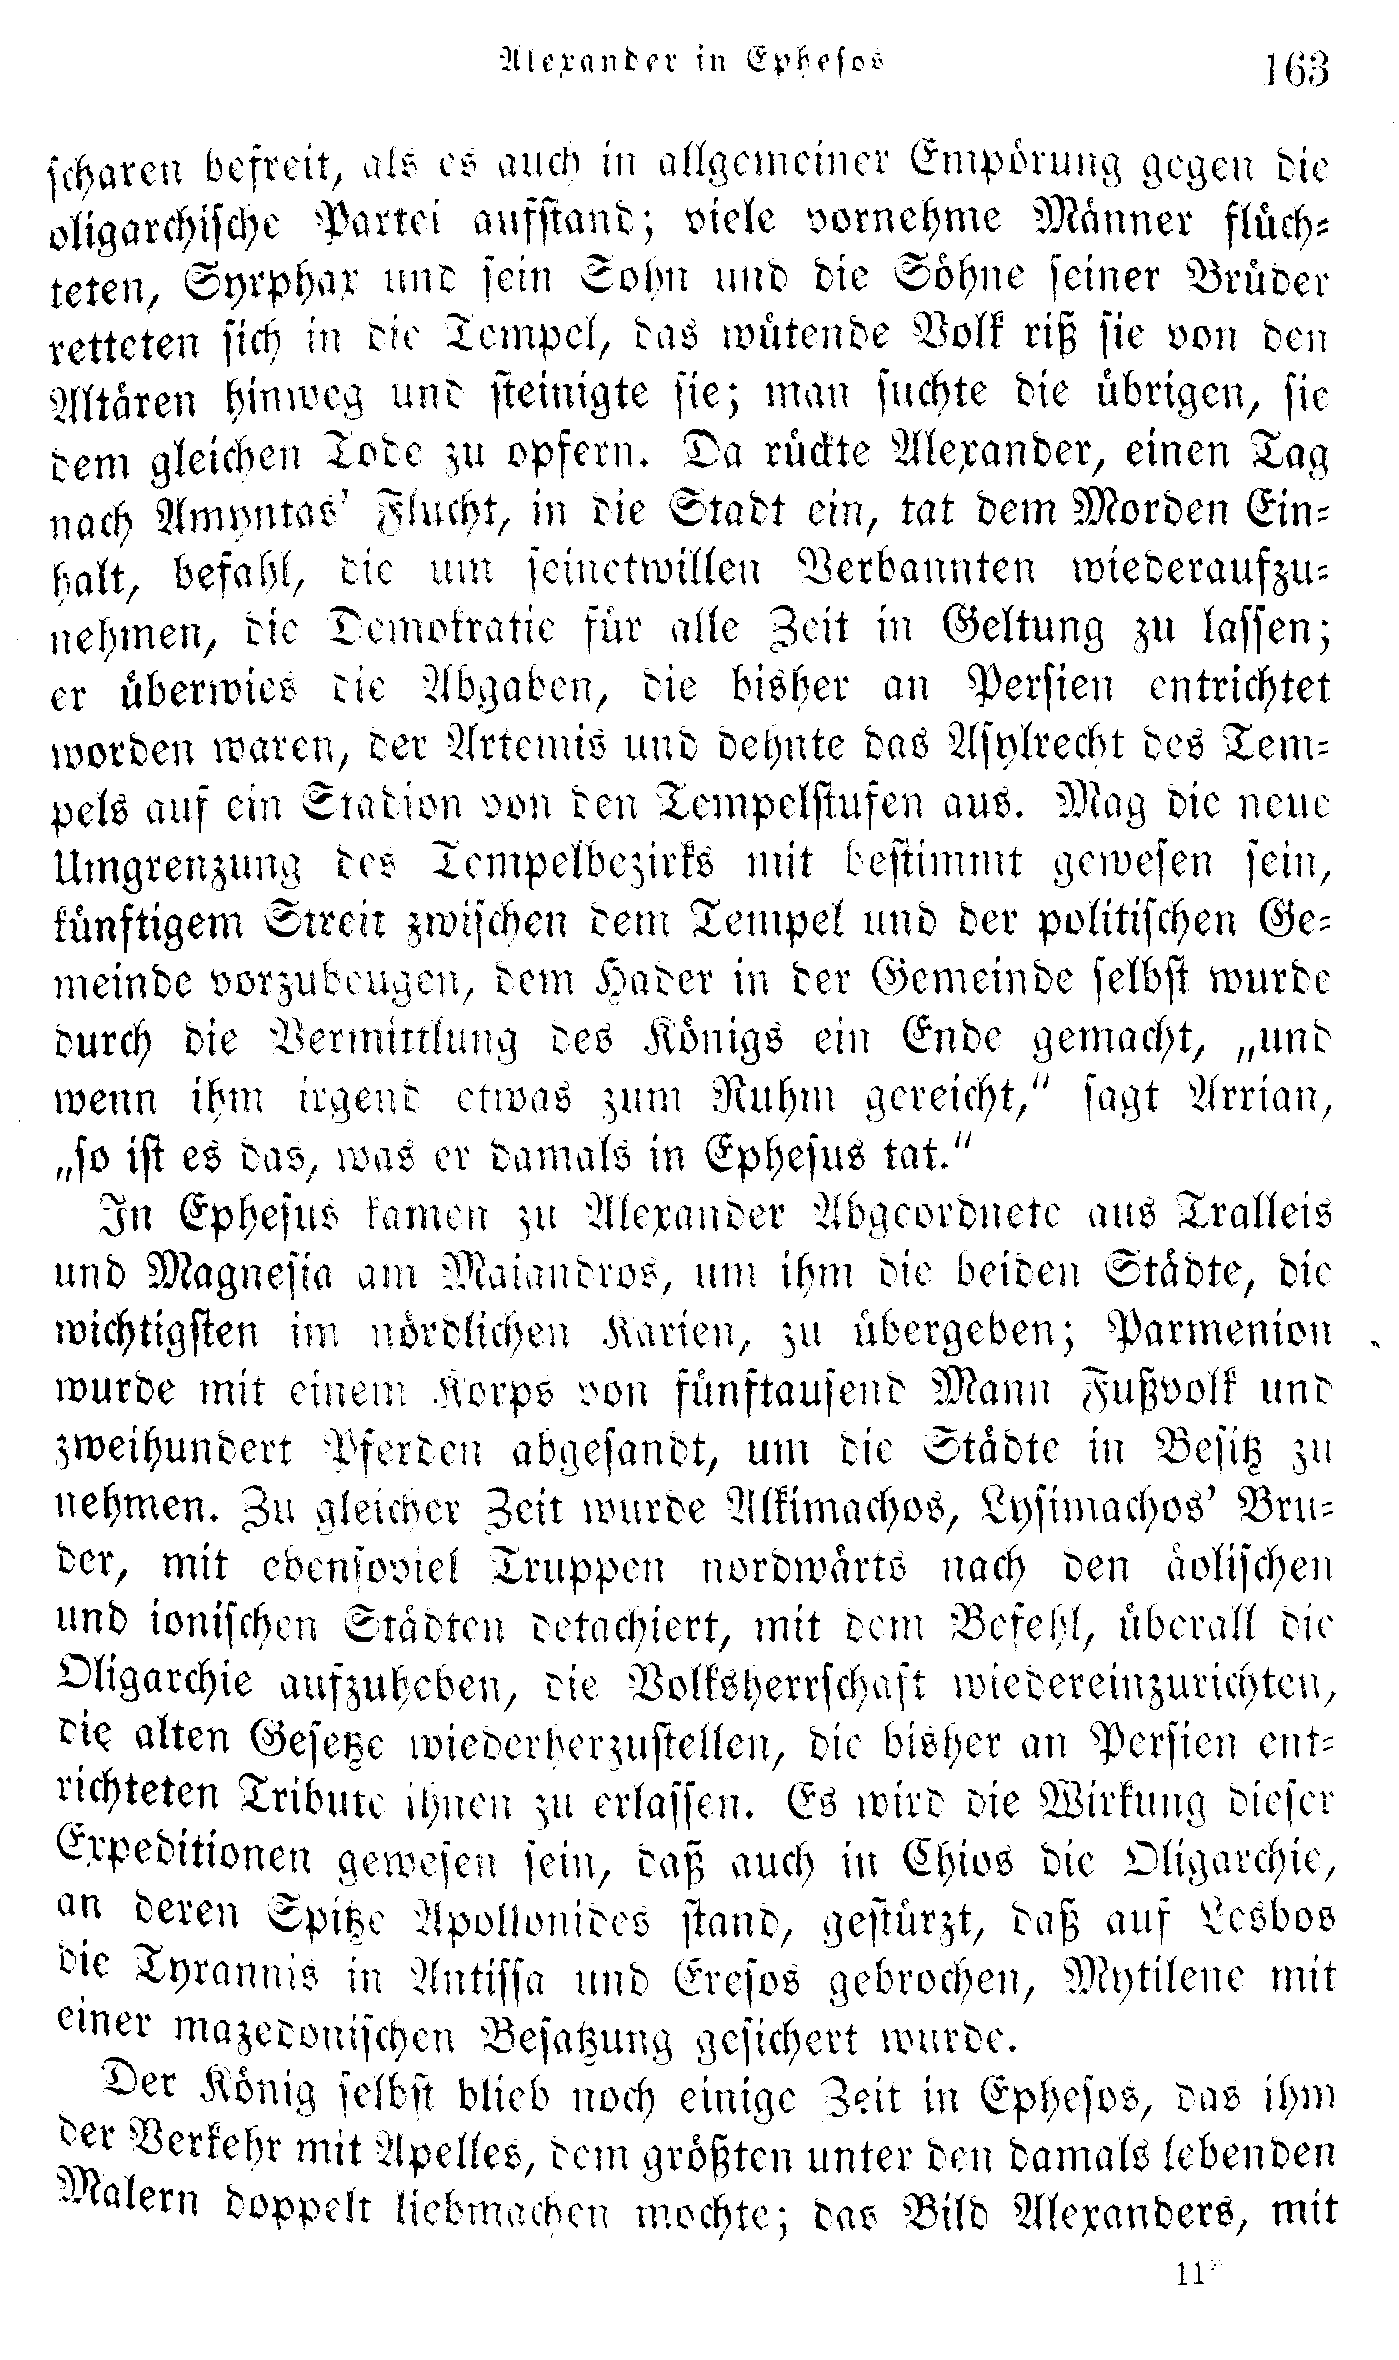 Alexander in Ephesos 163
scharen befreit, als es auch in allgemeiner Empörung gegen die
oligarchische Partei aufstand; viele vornehme Männer flüch-
teten, Syrphax und sein Sohn und die Söhne seiner Brüder
retteten sich in die Tempel, das wütende Volk riß sie von den
Altären hinweg und steinigte sie; man suchte die übrigen, sie
dem gleichen Tode zu opfern. Da rückte Alexander, einen Tag
nach Amyntas' Flucht, in die Stadt ein, tat dem Morden Ein-
halt, befahl, die um seinetwillen Verbannten wiederaufzu-
nehmen, die Demokratie für alle Zeit in Geltung zu lassen;
er überwies die Abgaben, die bisher an Persien entrichtet
worden waren, der Artemis und dehnte das Asylrecht des Tem-
pels auf ein Stadion von den Tempelstufen aus. Mag die neue
Umgrenzung des Tempelbezirks mit bestimmt gewesen sein,
künftigem Streit zwischen dem Tempel und der politischen Ge-
meinde vorzubeugen, dem Hader in der Gemeinde selbst wurde
durch die Vermittlung des Königs ein Ende gemacht, „und
wenn ihm irgend etwas zum Ruhm gereicht,“ sagt Arrian,
„so ist es das, was er damals in Ephesus tat.“
In Ephesus kamen zu Alexander Abgeordnete aus Tralleis
und Magnesia am Maiandros, um ihm die beiden Städte, die
wichtigsten im nördlichen Karien, zu übergeben; Parmenion
wurde mit einem Korps von fünftausend Mann Fußvolk und
zweihundert Pferden abgesandt, um die Städte in Besitz zu
nehmen. Zu gleicher Zeit wurde Alkimachos, Lysimachos' Bru-
der, mit ebensoviel Truppen nordwärts nach den äolischen
und ionischen Städten detachiert, mit dem Befehl, überall die
Oligarchie aufzuheben, die Volksherrschaft wiedereinzurichten,
die alten Gesetze wiederherzustellen, die bisher an Persien ent-
richteten Tribute ihnen zu erlassen. Es wird die Wirkung dieser
Expeditionen gewesen sein, daß auch in Chios die Oligarchie,
an deren Spitze Apollonides stand, gestürzt, daß auf Lesbos
die Tyrannis in Antissa und Eresos gebrochen, Mytilene mit
einer mazedonischen Besatzung gesichert wurde.
Der König selbst blieb noch einige Zeit in Ephesos, das ihm
der Verkehr mit Apelles, dem größten unter den damals lebenden
Malern doppelt liebmachen mochte; das Bild Alexanders, mit
11*